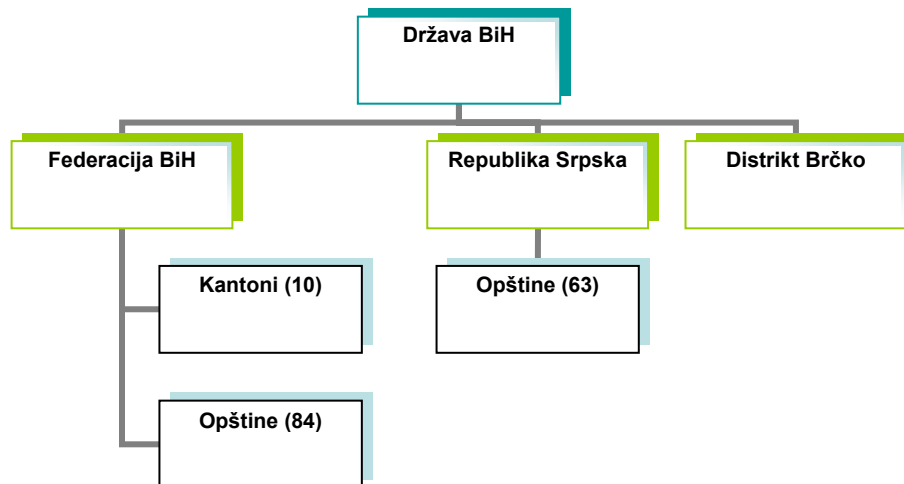 Država BiH
Federacija BiH
Republika Srpska
Distrikt Brčko
Kantoni (10)
Opštine (63)
Opštine (84)